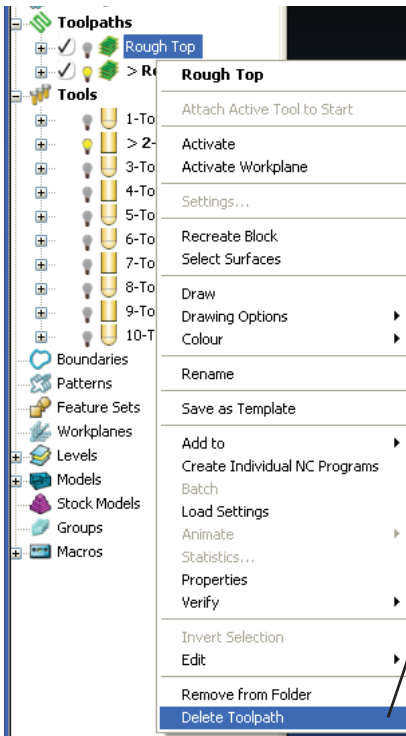 Toolpaths
Rough Top
> R
Tools
1-To
> 2-
3-To
4-To
5-To
6-To
7-To
8-To
9-To
10-T
Boundaries
Patterns
Feature Sets
Workplanes
Levels
Models
Stock Models
Groups
Macros
Rough Top
Attach Active Tool to Start
Activate
Activate Workplane
Settings...
Recreate Block
Select Surfaces
Draw
Drawing Options
Colour
Rename
Save as Template
Add to
Create Individual NC Programs
Batch
Load Settings
Animate
Statistics...
Properties
Verify
Invert Selection
Edit
Remove from Folder
Delete Toolpath